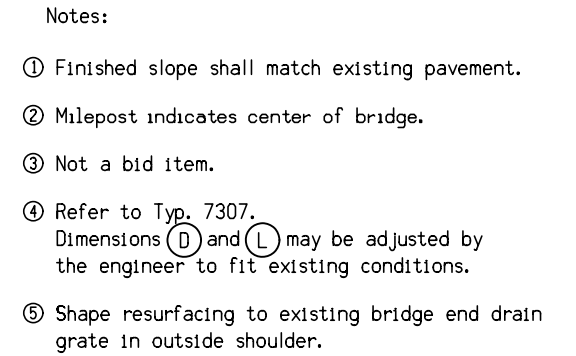 Notes:
① Finished slope shall match existing pavement.
② Milepost indicates center of bridge.
③ Not a bid item.
④ Refer to Typ. 7307.
Dimensions Ⓓ and Ⓛ may be adjusted by
the engineer to fit existing conditions.
⑤ Shape resurfacing to existing bridge end drain
grate in outside shoulder.